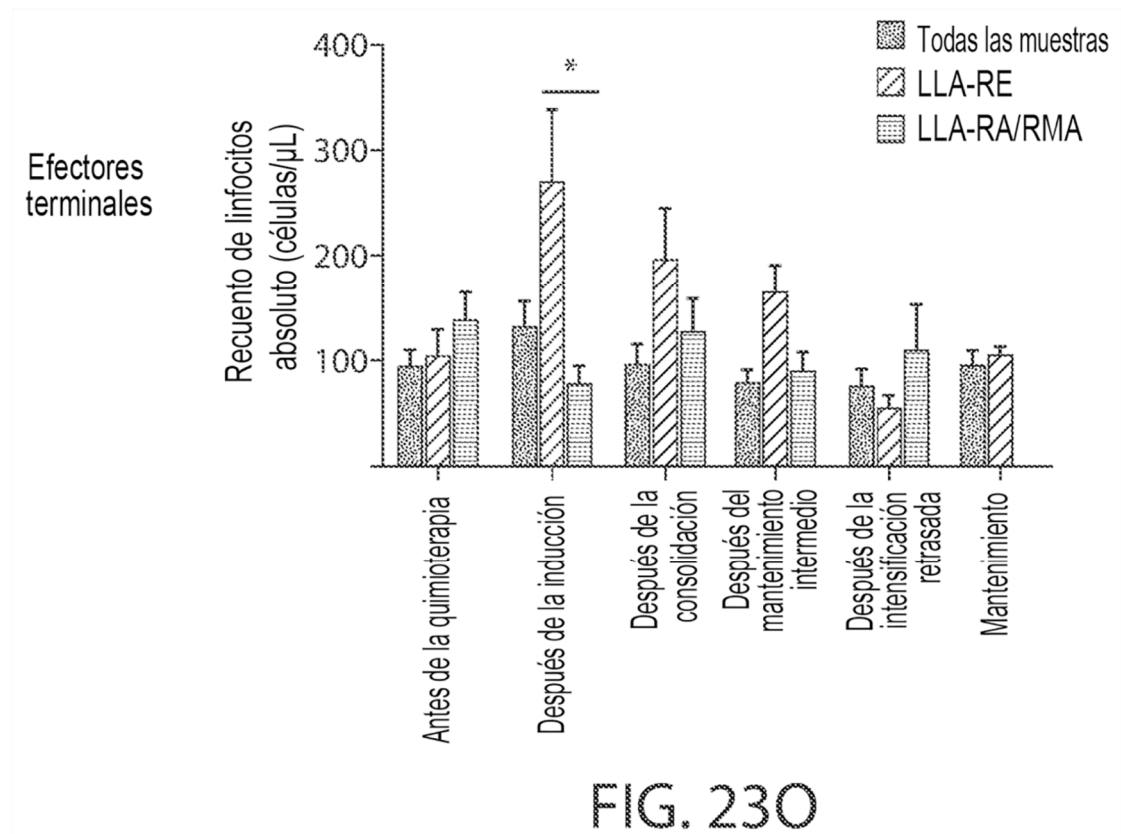 Efectores
terminales
Recuento de linfocitos
absoluto (células/µL)
400
300
200
100
*
Todas las muestras
LLA-RE
LLA-RA/RMA
Antes de la quimioterapia
Después de la inducción
Después de la
consolidación
Después del
mantenimiento
intermedio
Después de la
intensificación
retrasada
Mantenimiento
FIG. 23O